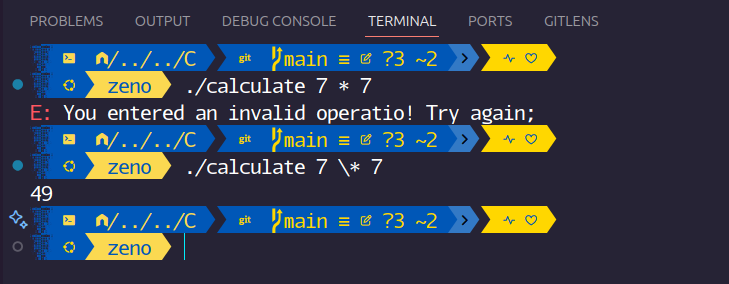 PROBLEMS OUTPUT DEBUG CONSOLE TERMINAL PORTS GITLENS
/../../C git main ≡ ?3 ~2
zeno ./calculate 7 * 7
E: You entered an invalid operatio! Try again;
/../../C git main ≡ ?3 ~2
zeno ./calculate 7 \* 7
49
/../../C git main ≡ ?3 ~2
zeno